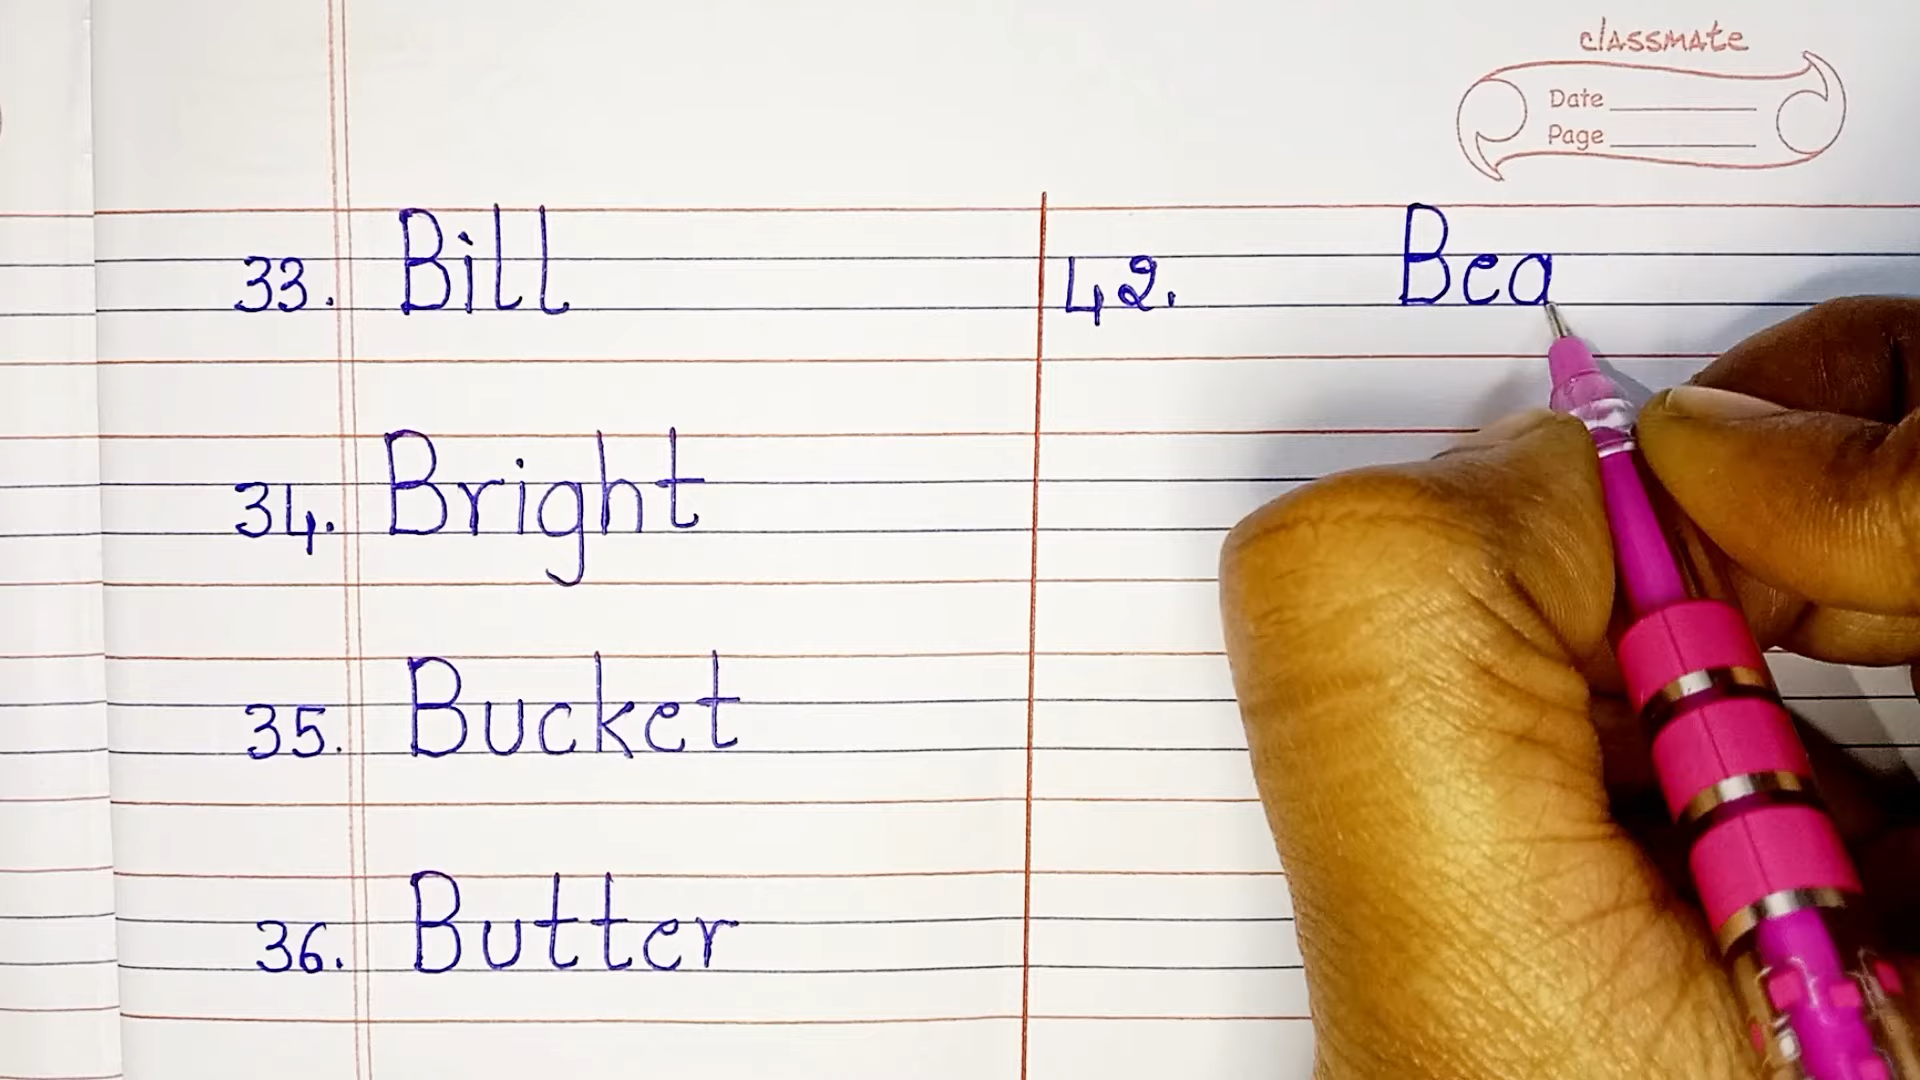 classmate
Date
Page
33. Bill
34. Bright
35. Bucket
36. Butter
42. Bea